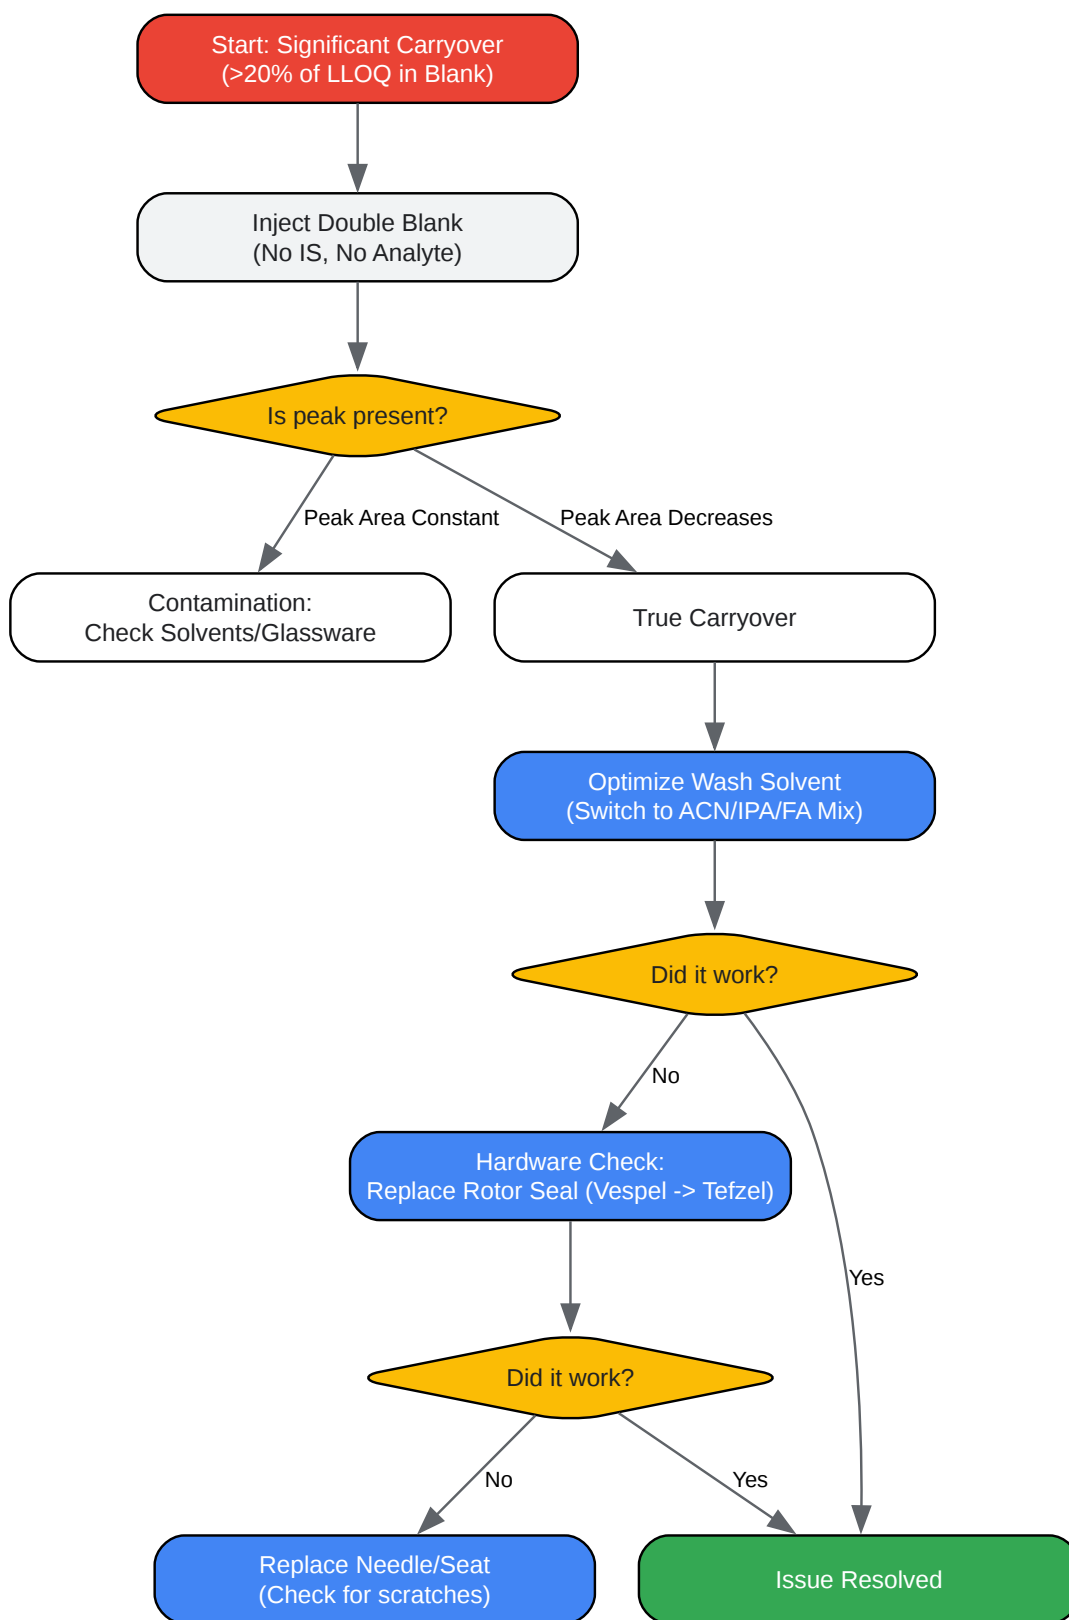 Start: Significant Carryover
(>20% of LLOQ in Blank)
Inject Double Blank
(No IS, No Analyte)
Is peak present?
Peak Area Constant
Peak Area Decreases
Contamination:
Check Solvents/Glassware
True Carryover
Optimize Wash Solvent
(Switch to ACN/IPA/FA Mix)
Did it work?
No
Hardware Check:
Replace Rotor Seal (Vespel -> Tefzel)
Yes
Did it work?
No
Yes
Replace Needle/Seat
(Check for scratches)
Issue Resolved